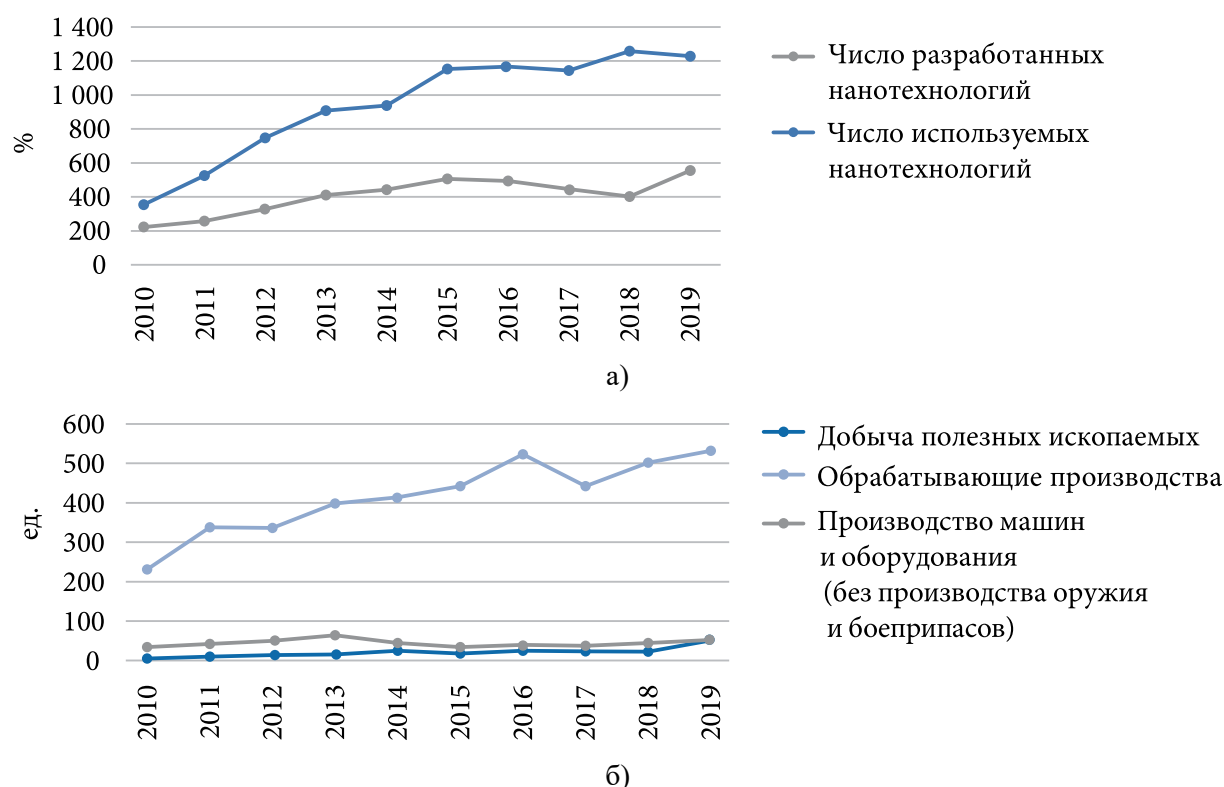 1 400
1 200
1 000
800
600
400
200
0
%
2010
2011
2012
2013
2014
2015
2016
2017
2018
2019
Число разработанных
нанотехнологий
Число используемых
нанотехнологий
а)
600
500
400
300
200
100
0
ед.
2010
2011
2012
2013
2014
2015
2016
2017
2018
2019
Добыча полезных ископаемых
Обрабатывающие производства
Производство машин
и оборудования
(без производства оружия
и боеприпасов)
б)